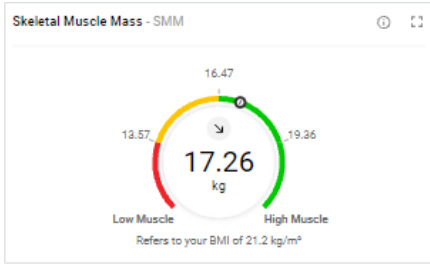 Skeletal Muscle Mass - SMM
16.47
13.57
19.36
17.26
kg
Low Muscle
High Muscle
Refers to your BMI of 21.2 kg/m²